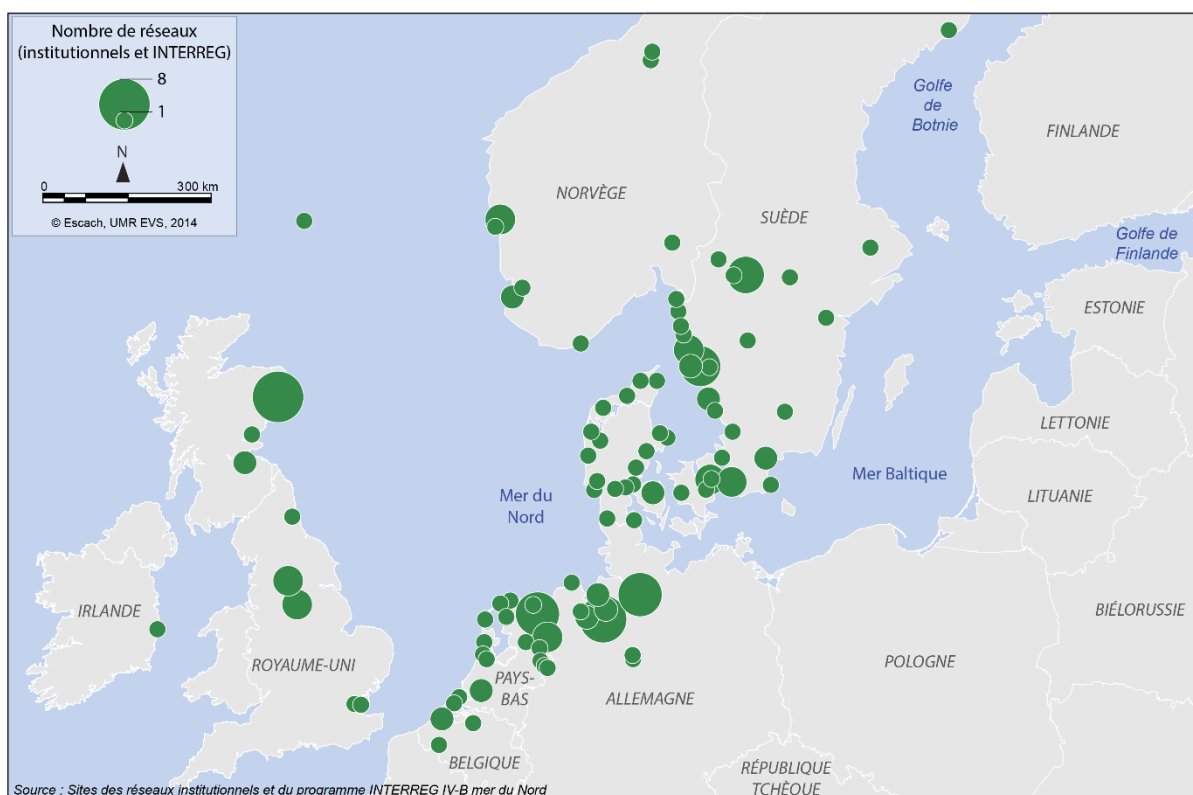 Nombre de réseaux
(institutionnels et INTERREG)
8
1
N
0 300 km
© Escach, UMR EVS, 2014
Golfe
de
Botnie
FINLANDE
NORVÈGE
SUÈDE
Golfe de
Finlande
ESTONIE
LETTONIE
Mer Baltique
LITUANIE
Mer du
Nord
IRLANDE
BIÉLORUSSIE
ROYAUME-UNI
PAYS-
BAS
POLOGNE
ALLEMAGNE
BELGIQUE
RÉPUBLIQUE
TCHÈQUE
Source : Sites des réseaux institutionnels et du programme INTERREG IV-B mer du Nord